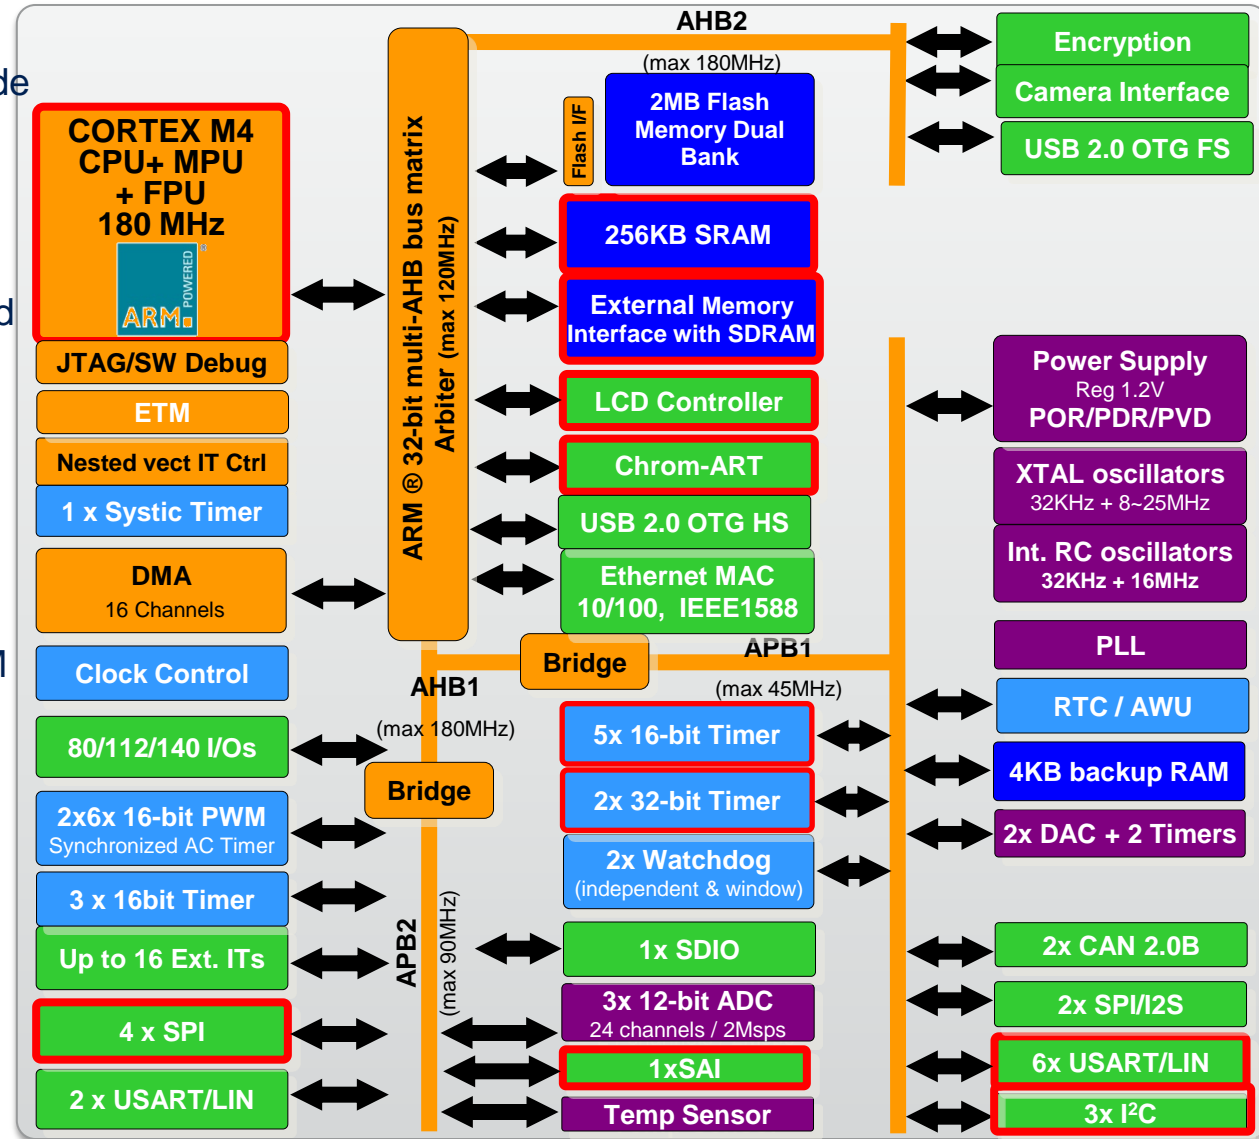 de
d
M
CORTEX M4
CPU+ MPU
+ FPU
180 MHz
ARM POWERED ®
JTAG/SW Debug
ETM
Nested vect IT Ctrl
1 x Systic Timer
DMA
16 Channels
Clock Control
80/112/140 I/Os
2x6x 16-bit PWM
Synchronized AC Timer
3 x 16bit Timer
Up to 16 Ext. ITs
4 x SPI
2 x USART/LIN
ARM ® 32-bit multi-AHB bus matrix
Arbiter (max 120MHz)
AHB2
(max 180MHz)
Flash I/F
2MB Flash
Memory Dual
Bank
256KB SRAM
External Memory
Interface with SDRAM
LCD Controller
Chrom-ART
USB 2.0 OTG HS
Ethernet MAC
10/100, IEEE1588
Bridge
APB1
(max 45MHz)
AHB1
(max 180MHz)
Bridge
APB2
(max 90MHz)
5x 16-bit Timer
2x 32-bit Timer
2x Watchdog
(independent & window)
1x SDIO
3x 12-bit ADC
24 channels / 2Msps
1xSAI
Temp Sensor
Encryption
Camera Interface
USB 2.0 OTG FS
Power Supply
Reg 1.2V
POR/PDR/PVD
XTAL oscillators
32KHz + 8~25MHz
Int. RC oscillators
32KHz + 16MHz
PLL
RTC / AWU
4KB backup RAM
2x DAC + 2 Timers
2x CAN 2.0B
2x SPI/I2S
6x USART/LIN
3x I²C